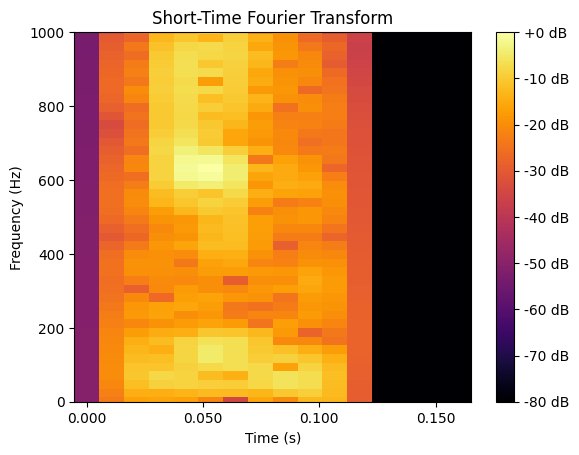 Short-Time Fourier Transform
1000
800
600
400
200
0
Frequency (Hz)
0.000
0.050
0.100
0.150
Time (s)
+0 dB
-10 dB
-20 dB
-30 dB
-40 dB
-50 dB
-60 dB
-70 dB
-80 dB